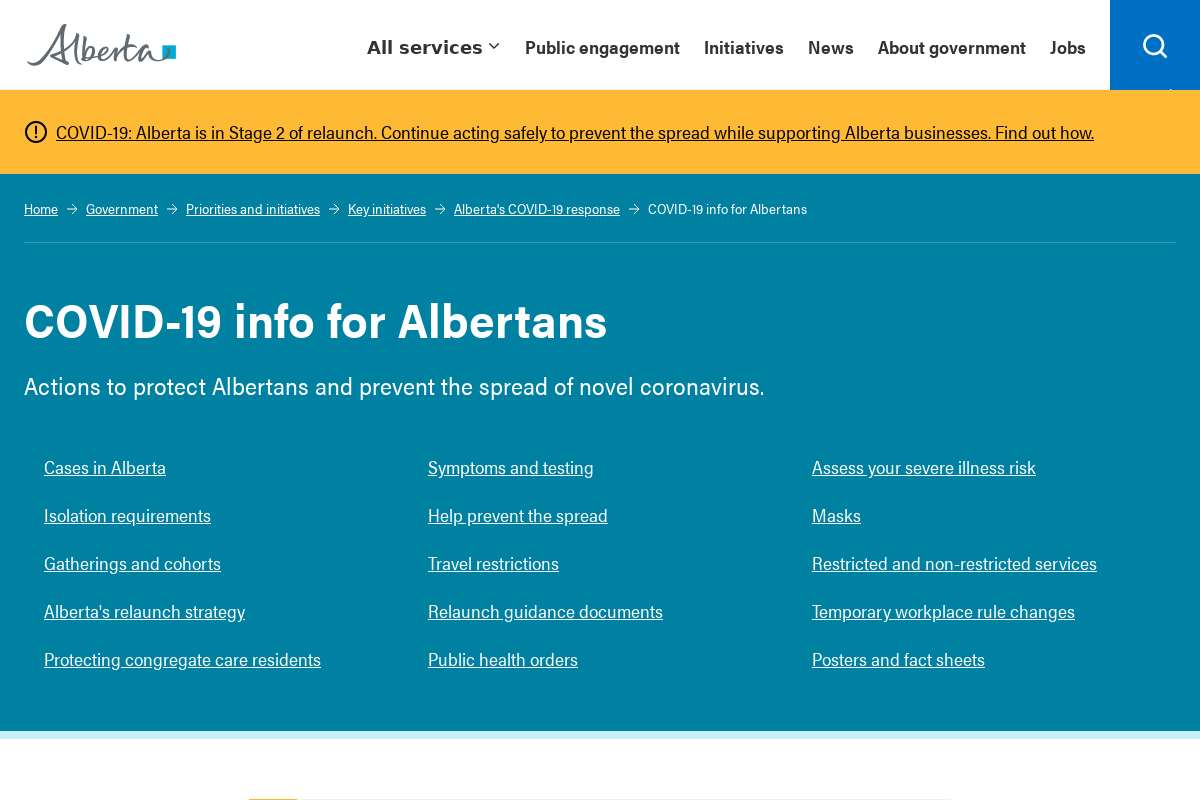 Alberta
All services Public engagement Initiatives News About government Jobs
COVID-19: Alberta is in Stage 2 of relaunch. Continue acting safely to prevent the spread while supporting Alberta businesses. Find out how.
Home Government Priorities and initiatives Key initiatives Alberta's COVID-19 response COVID-19 info for Albertans
COVID-19 info for Albertans
Actions to protect Albertans and prevent the spread of novel coronavirus.
Cases in Alberta Symptoms and testing Assess your severe illness risk
Isolation requirements Help prevent the spread Masks
Gatherings and cohorts Travel restrictions Restricted and non-restricted services
Alberta's relaunch strategy Relaunch guidance documents Temporary workplace rule changes
Protecting congregate care residents Public health orders Posters and fact sheets